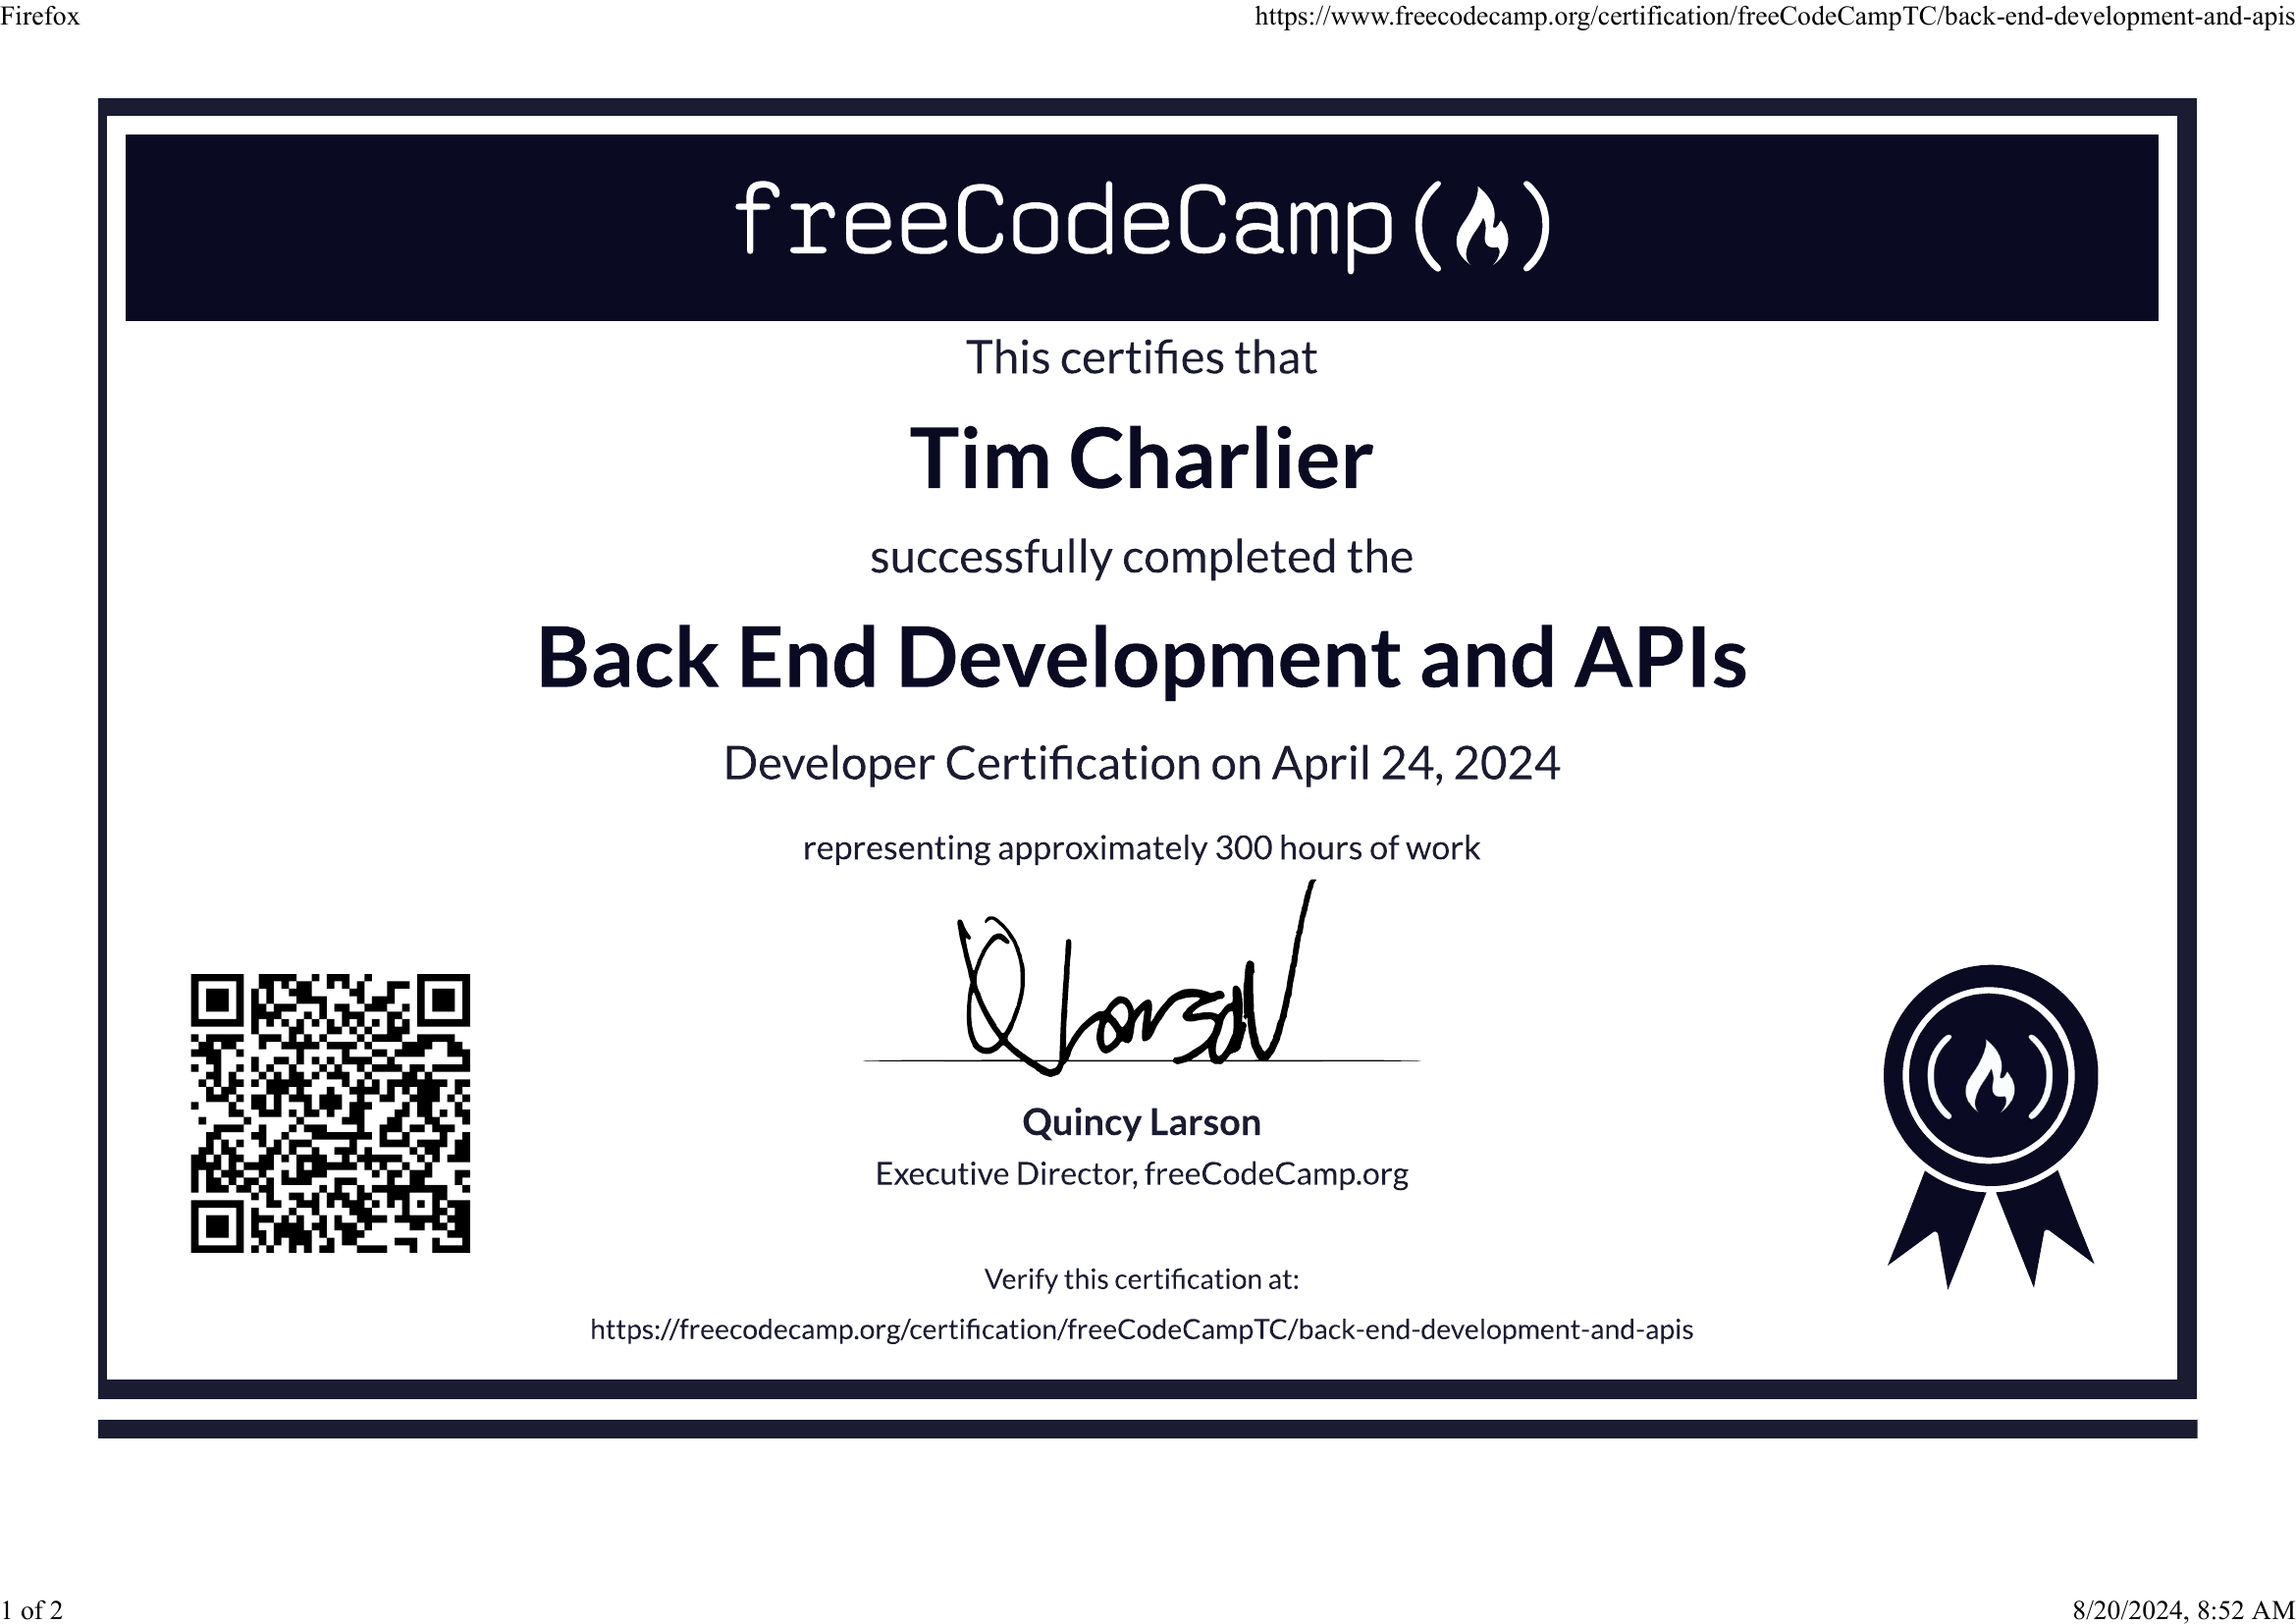 Firefox
https://www.freecodecamp.org/certification/freeCodeCampTC/back-end-development-and-apis
freeCodeCamp
This certifies that
Tim Charlier
successfully completed the
Back End Development and APIs
Developer Certification on April 24, 2024
representing approximately 300 hours of work
Q Larson
Quincy Larson
Executive Director, freeCodeCamp.org
Verify this certification at:
https://freecodecamp.org/certification/freeCodeCampTC/back-end-development-and-apis
1 of 2
8/20/2024, 8:52 AM